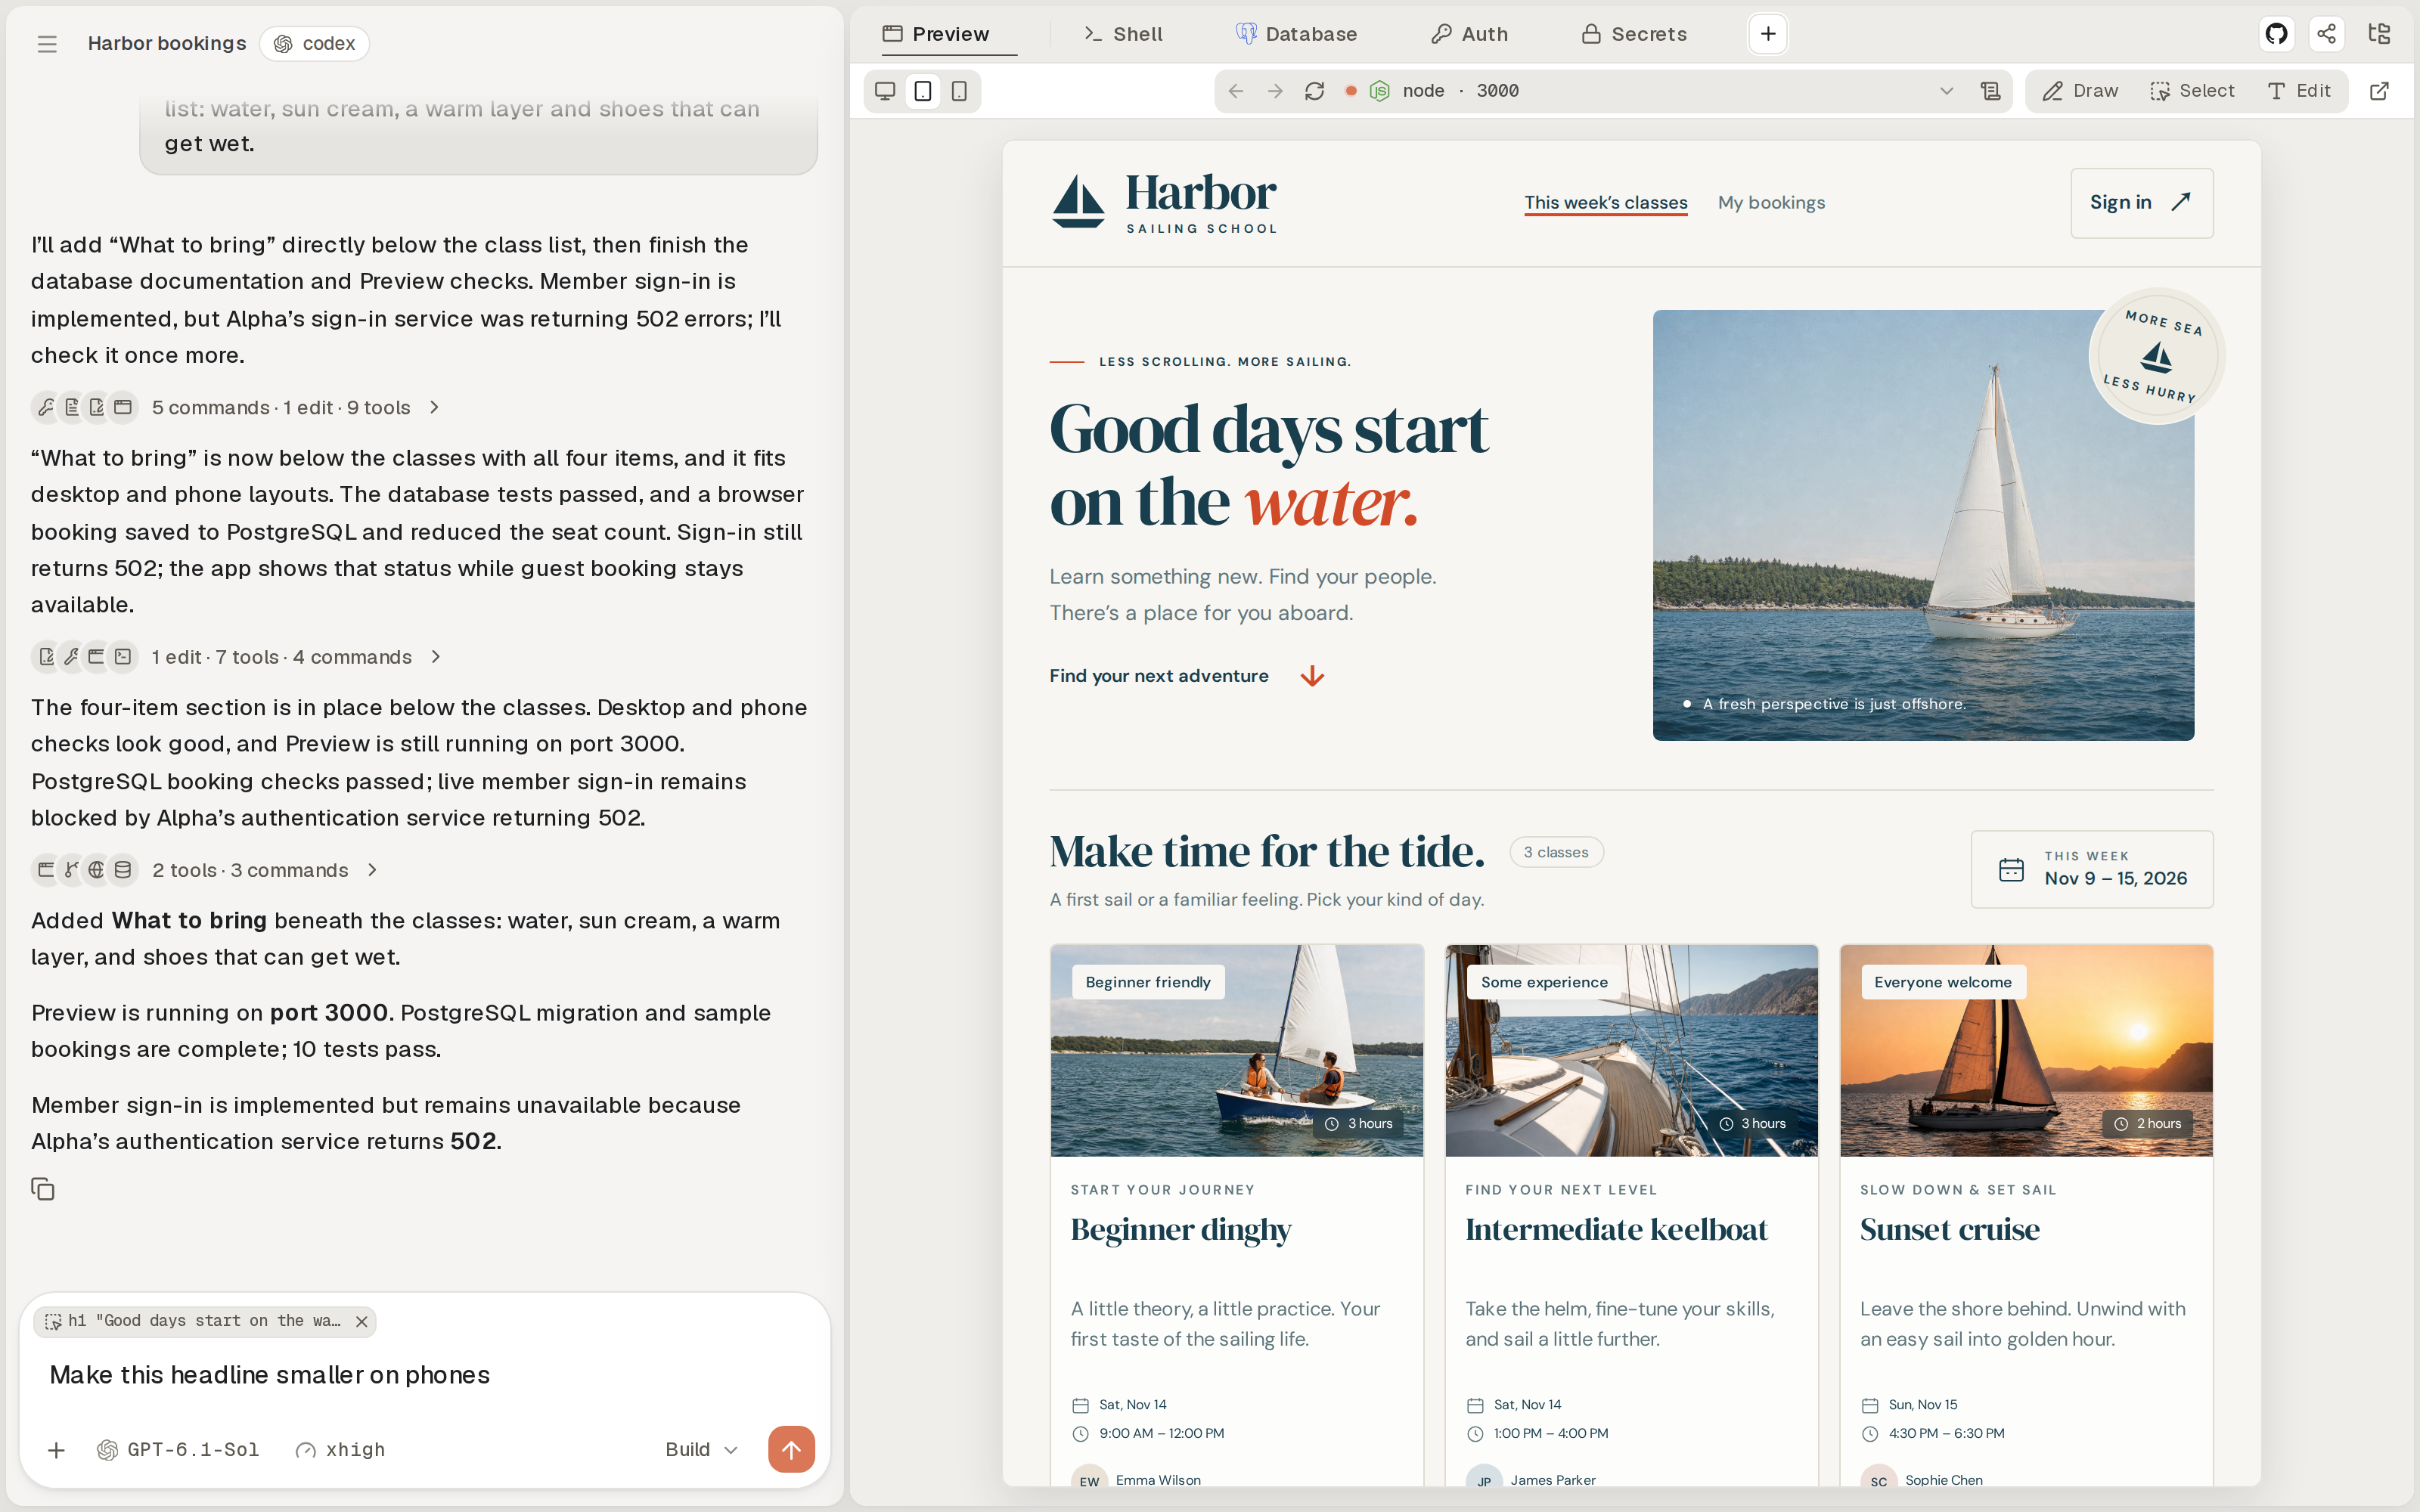 Harbor bookings
codex
list: water, sun cream, a warm layer and shoes that can
get wet.
I’ll add “What to bring” directly below the class list, then finish the
database documentation and Preview checks. Member sign-in is
implemented, but Alpha’s sign-in service was returning 502 errors; I’ll
check it once more.
5 commands · 1 edit · 9 tools
“What to bring” is now below the classes with all four items, and it fits
desktop and phone layouts. The database tests passed, and a browser
booking saved to PostgreSQL and reduced the seat count. Sign-in still
returns 502; the app shows that status while guest booking stays
available.
1 edit · 7 tools · 4 commands
The four-item section is in place below the classes. Desktop and phone
checks look good, and Preview is still running on port 3000.
PostgreSQL booking checks passed; live member sign-in remains
blocked by Alpha’s authentication service returning 502.
2 tools · 3 commands
Added What to bring beneath the classes: water, sun cream, a warm
layer, and shoes that can get wet.
Preview is running on port 3000. PostgreSQL migration and sample
bookings are complete; 10 tests pass.
Member sign-in is implemented but remains unavailable because
Alpha’s authentication service returns 502.
h1 "Good days start on the wa…
Make this headline smaller on phones
GPT-6.1-Sol
xhigh
Build
Preview
Shell
Database
Auth
Secrets
node · 3000
Draw
Select
Edit
Harbor
SAILING SCHOOL
This week’s classes
My bookings
Sign in
LESS SCROLLING. MORE SAILING.
Good days start
on the water.
Learn something new. Find your people.
There’s a place for you aboard.
Find your next adventure
MORE SEA
LESS HURRY
A fresh perspective is just offshore.
Make time for the tide.
3 classes
A first sail or a familiar feeling. Pick your kind of day.
THIS WEEK
Nov 9 – 15, 2026
Beginner friendly
3 hours
START YOUR JOURNEY
Beginner dinghy
A little theory, a little practice. Your
first taste of the sailing life.
Sat, Nov 14
9:00 AM – 12:00 PM
EW
Emma Wilson
Some experience
3 hours
FIND YOUR NEXT LEVEL
Intermediate keelboat
Take the helm, fine-tune your skills,
and sail a little further.
Sat, Nov 14
1:00 PM – 4:00 PM
JP
James Parker
Everyone welcome
2 hours
SLOW DOWN & SET SAIL
Sunset cruise
Leave the shore behind. Unwind with
an easy sail into golden hour.
Sun, Nov 15
4:30 PM – 6:30 PM
SC
Sophie Chen